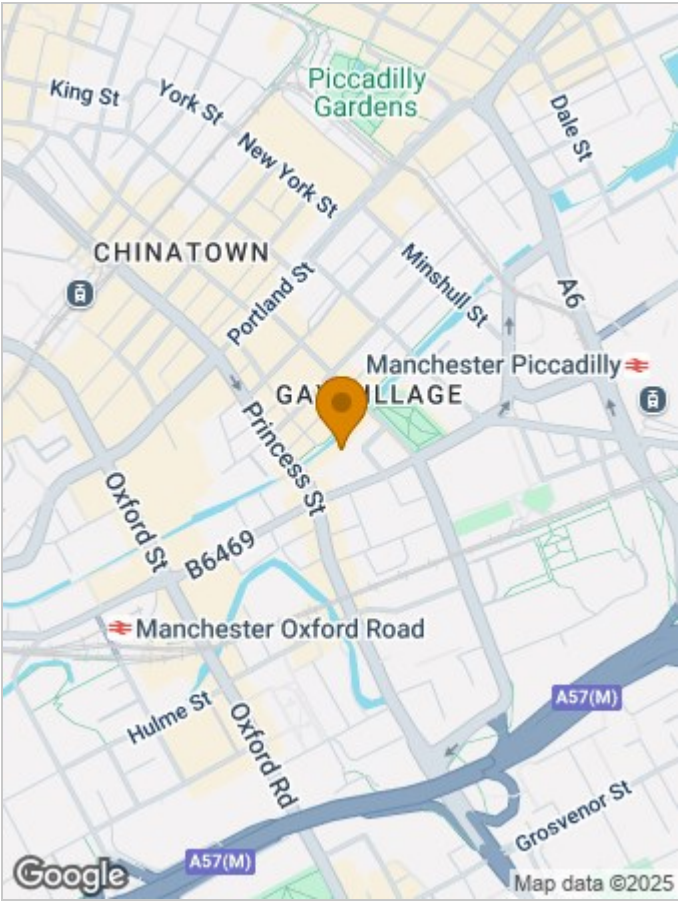 Piccadilly
Gardens
King St
York St
New York St
Dale St
CHINATOWN
Minshull St
Portland St
A6
Manchester Piccadilly
Princess St
Oxford St
B6469
Manchester Oxford Road
A57(M)
Hulme St
Oxford Rd
Grosvenor St
A57(M)
Google
Map data ©2025